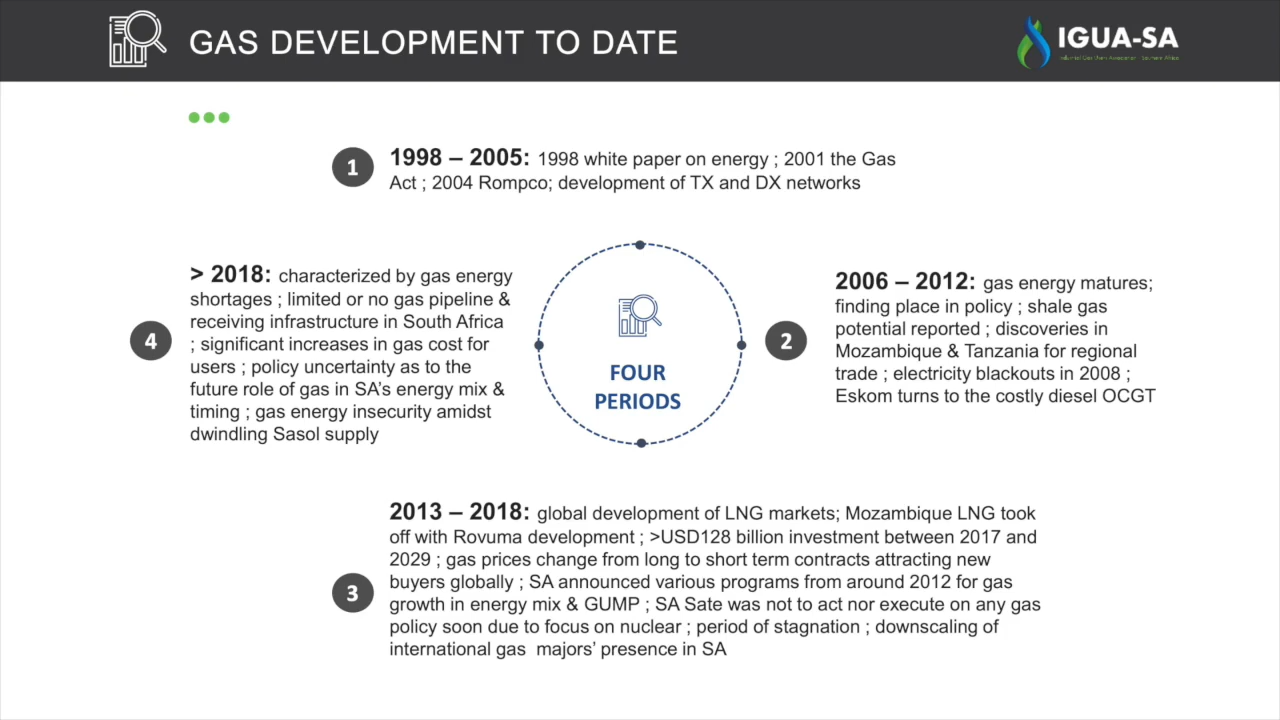 GAS DEVELOPMENT TO DATE
IGUA-SA
Industrial Gas Users Association - Southern Africa
1
1998 – 2005: 1998 white paper on energy ; 2001 the Gas
Act ; 2004 Rompco; development of TX and DX networks
2
2006 – 2012: gas energy matures;
finding place in policy ; shale gas
potential reported ; discoveries in
Mozambique & Tanzania for regional
trade ; electricity blackouts in 2008 ;
Eskom turns to the costly diesel OCGT
FOUR
PERIODS
3
2013 – 2018: global development of LNG markets; Mozambique LNG took
off with Rovuma development ; >USD128 billion investment between 2017 and
2029 ; gas prices change from long to short term contracts attracting new
buyers globally ; SA announced various programs from around 2012 for gas
growth in energy mix & GUMP ; SA Sate was not to act nor execute on any gas
policy soon due to focus on nuclear ; period of stagnation ; downscaling of
international gas  majors’ presence in SA
4
> 2018: characterized by gas energy
shortages ; limited or no gas pipeline &
receiving infrastructure in South Africa
; significant increases in gas cost for
users ; policy uncertainty as to the
future role of gas in SA’s energy mix &
timing ; gas energy insecurity amidst
dwindling Sasol supply